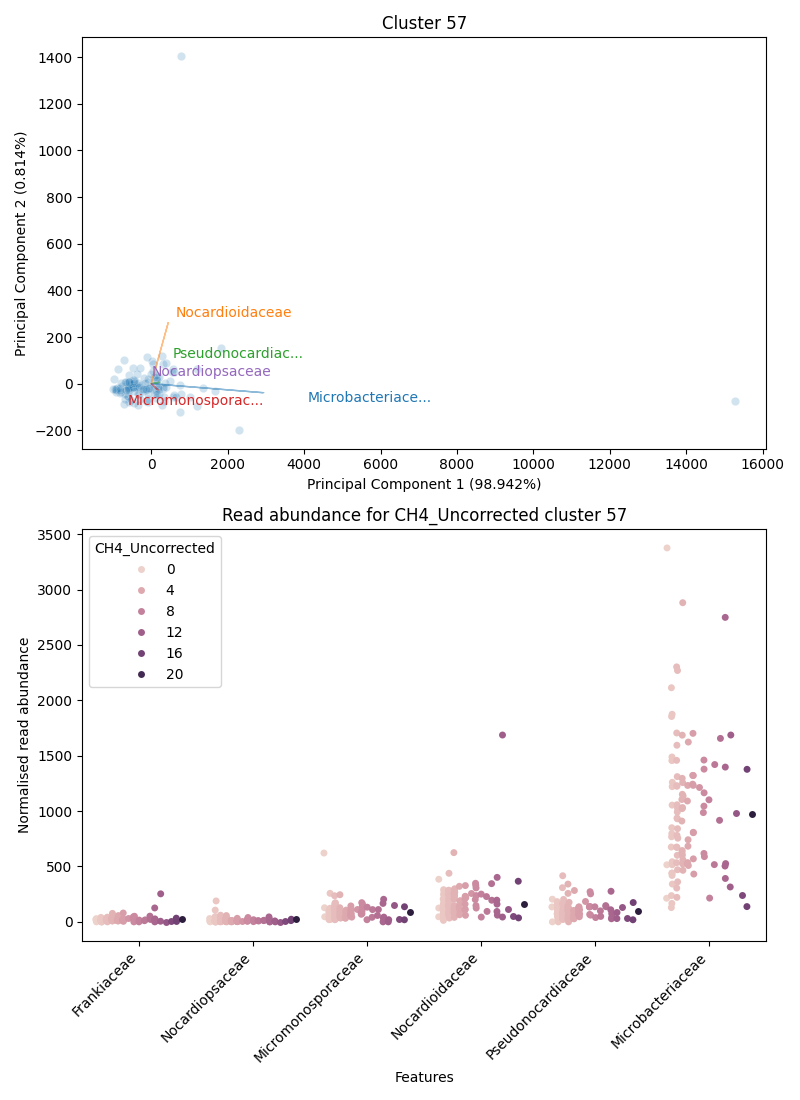 Cluster 57
1400
1200
1000
800
600
400
200
0
−200
Principal Component 2 (0.814%)
Nocardioidaceae
Pseudonocardiac...
Nocardiopsaceae
Micromonosporac...
Microbacteriace...
0 2000 4000 6000 8000 10000 12000 14000 16000
Principal Component 1 (98.942%)
Read abundance for CH4_Uncorrected cluster 57
3500
3000
2500
2000
1500
1000
500
0
Normalised read abundance
CH4_Uncorrected
0
4
8
12
16
20
Frankiaceae
Nocardiopsaceae
Micromonosporaceae
Nocardioidaceae
Pseudonocardiaceae
Microbacteriaceae
Features